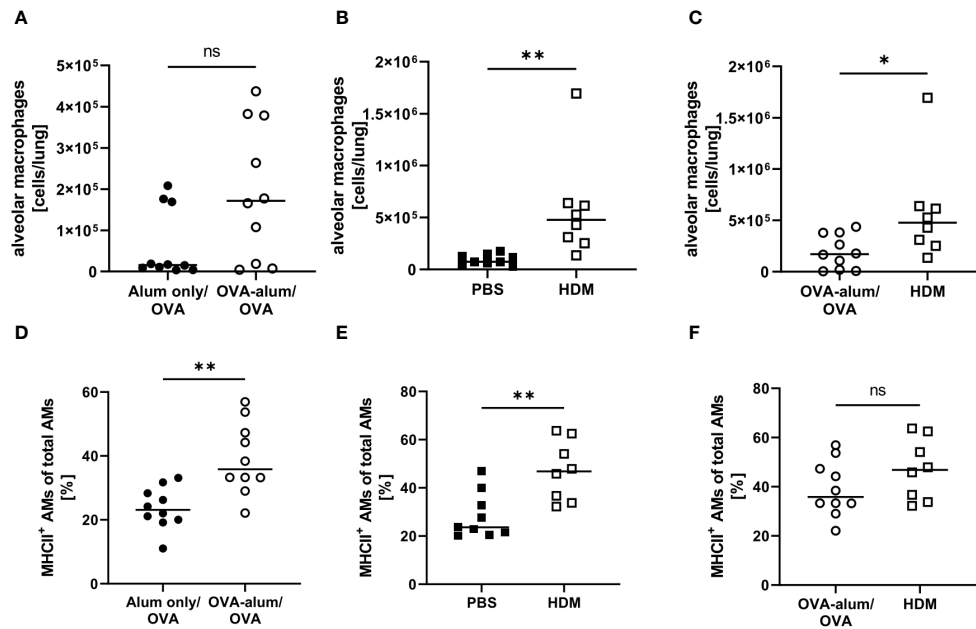 A
ns
alveolar macrophages
[cells/lung]
5×10⁵
4×10⁵
3×10⁵
2×10⁵
1×10⁵
0
Alum only/
OVA
OVA-alum/
OVA
B
**
alveolar macrophages
[cells/lung]
2×10⁶
1.5×10⁶
1×10⁶
5×10⁵
0
PBS
HDM
C
*
alveolar macrophages
[cells/lung]
2×10⁶
1.5×10⁶
1×10⁶
5×10⁵
0
OVA-alum/
OVA
HDM
D
**
MHCII⁺ AMs of total AMs
[%]
60
40
20
0
Alum only/
OVA
OVA-alum/
OVA
E
**
MHCII⁺ AMs of total AMs
[%]
80
60
40
20
0
PBS
HDM
F
ns
MHCII⁺ AMs of total AMs
[%]
80
60
40
20
0
OVA-alum/
OVA
HDM